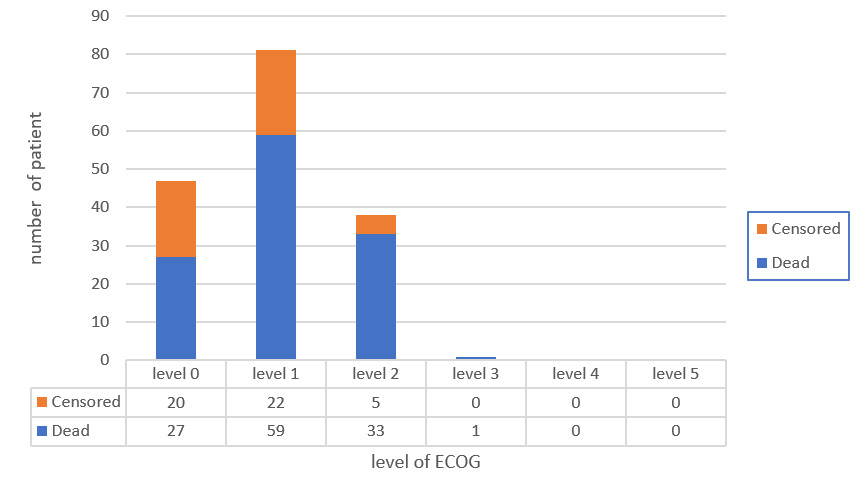 90
80
70
60
50
40
30
20
10
0
number of patient
Censored
Dead
level 0 level 1 level 2 level 3 level 4 level 5
Censored 20 22 5 0 0 0
Dead 27 59 33 1 0 0
level of ECOG